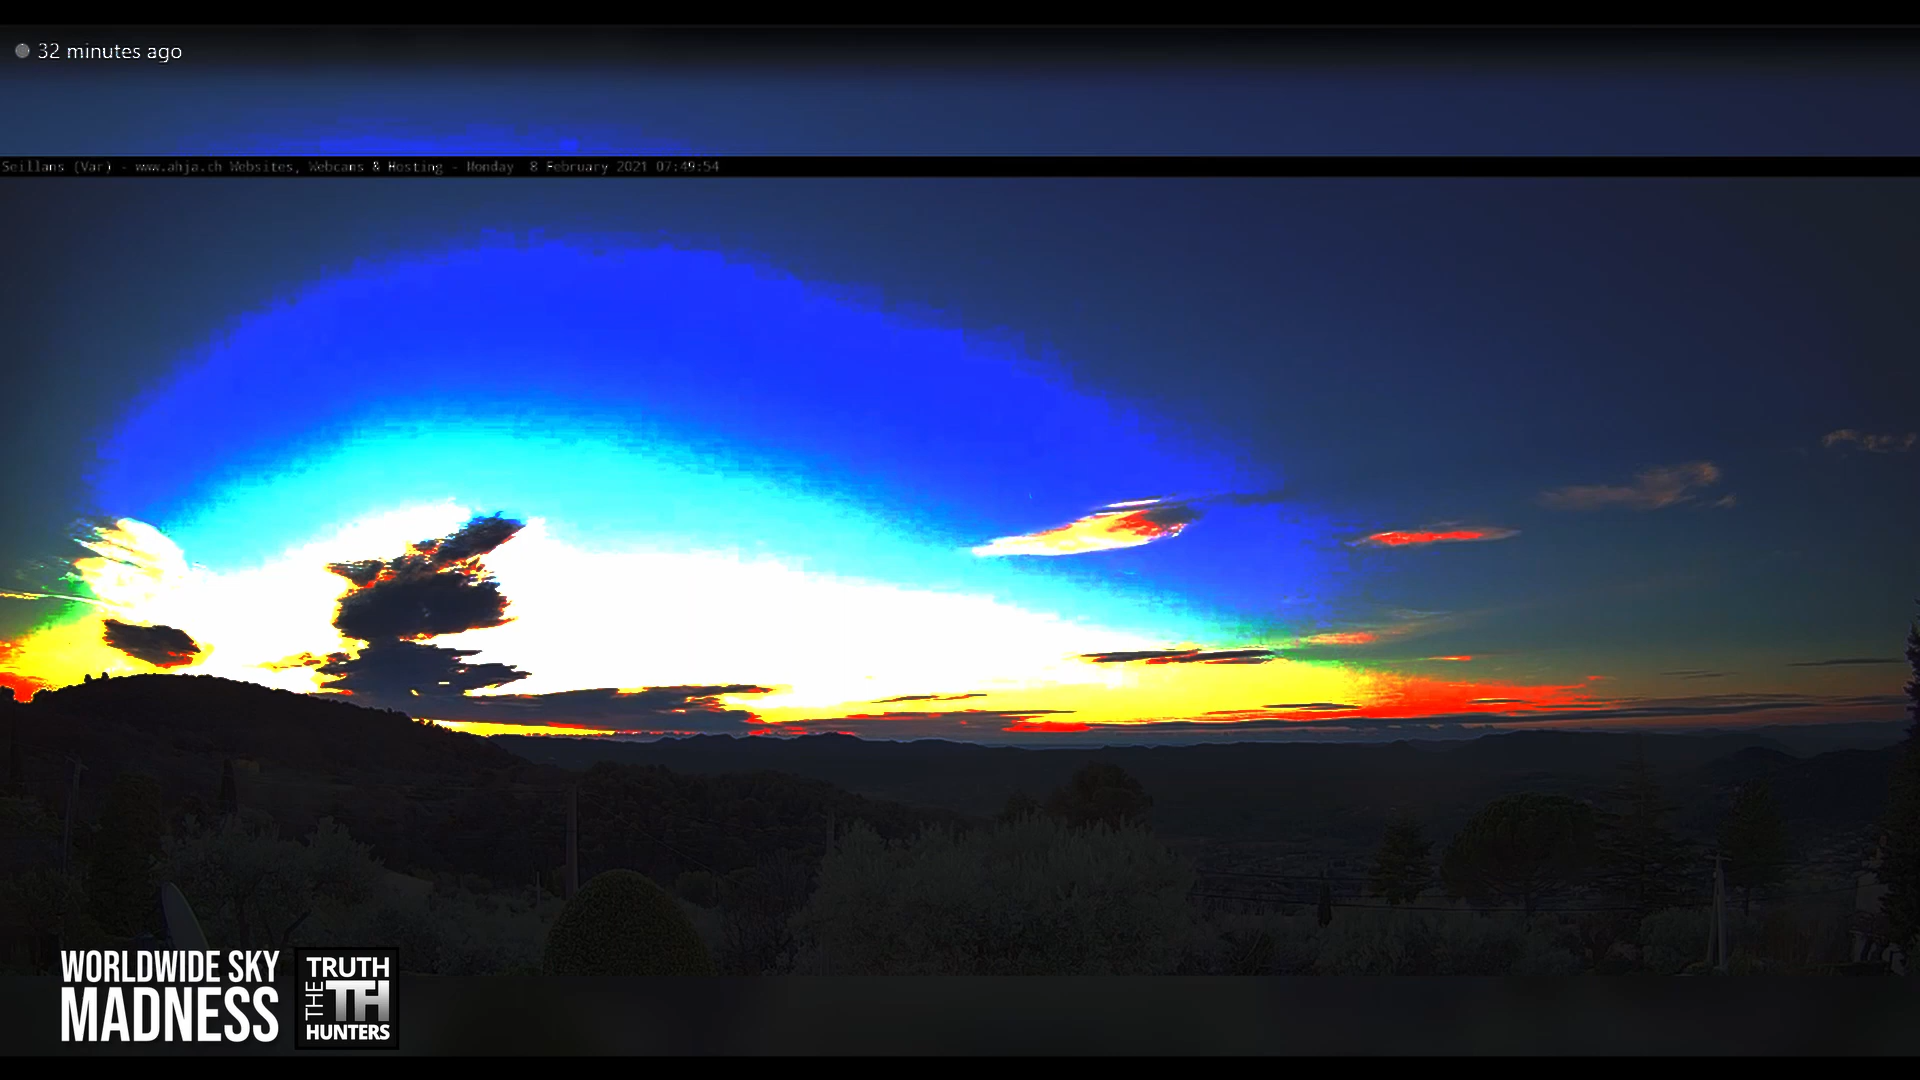 32 minutes ago
Seillans (Var) - www.ahja.ch Websites, Webcams & Hosting - Monday 8 February 2021 07:49:54
WORLDWIDE SKY
MADNESS
TRUTH
THE TH
HUNTERS